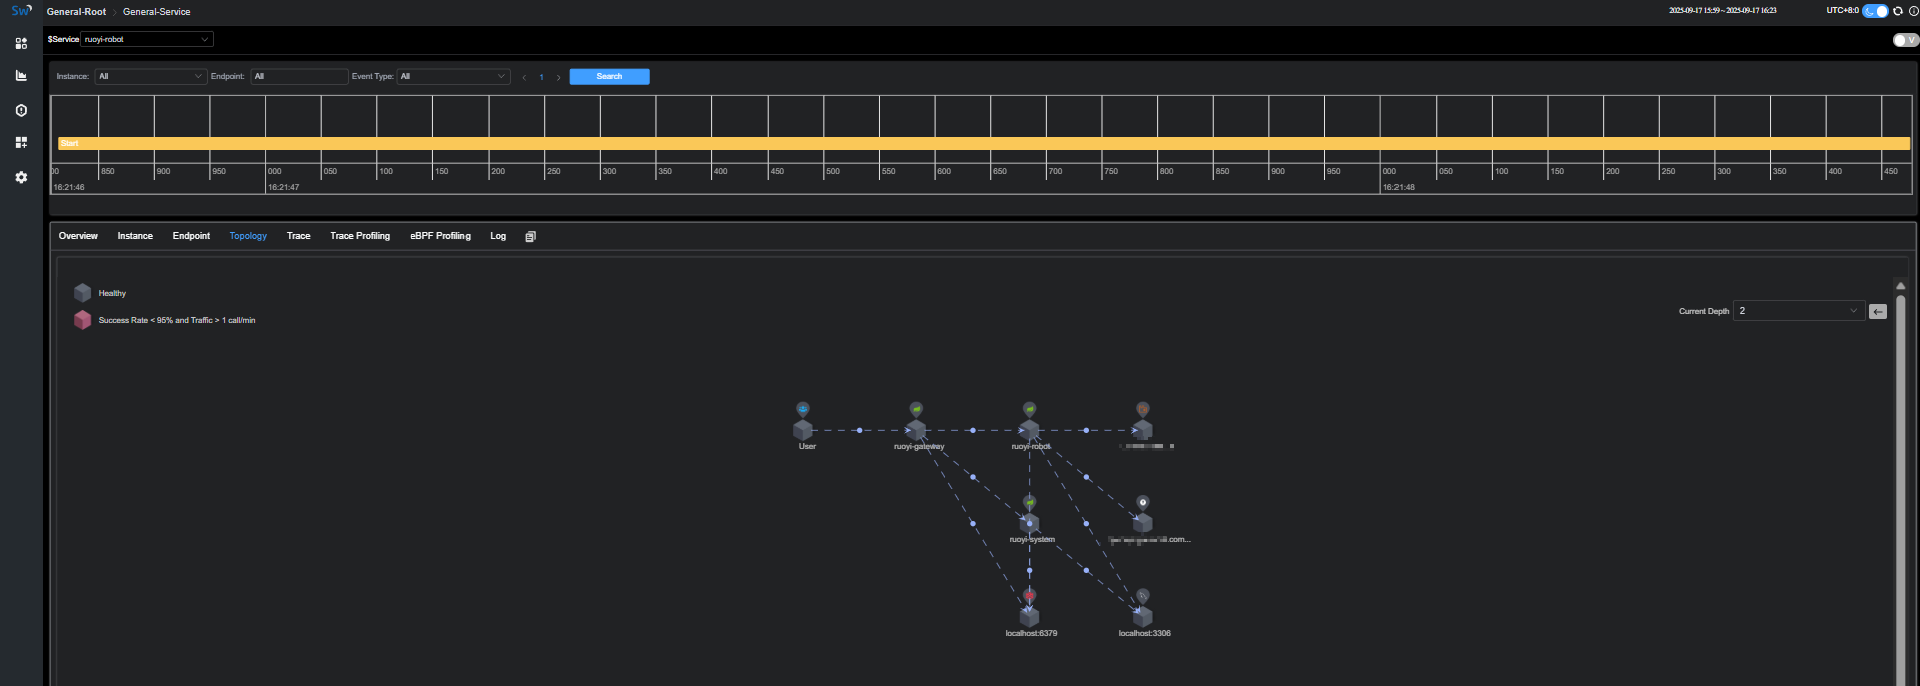 Sw
General-Root General-Service
2025-09-17 15:59 ~ 2025-09-17 16:23
UTC+8:0
$Service ruoyi-robot
V
Instance: All Endpoint: All Event Type: All 1 Search
Start
00 850 900 950 000 050 100 150 200 250 300 350 400 450 500 550 600 650 700 750 800 850 900 950 000 050 100 150 200 250 300 350 400 450
16:21:46 16:21:47 16:21:48
Overview Instance Endpoint Topology Trace Trace Profiling eBPF Profiling Log
Healthy
Success Rate < 95% and Traffic > 1 call/min
Current Depth 2
User ruoyi-gateway ruoyi-robot
ruoyi-system .com...
localhost:6379 localhost:3306